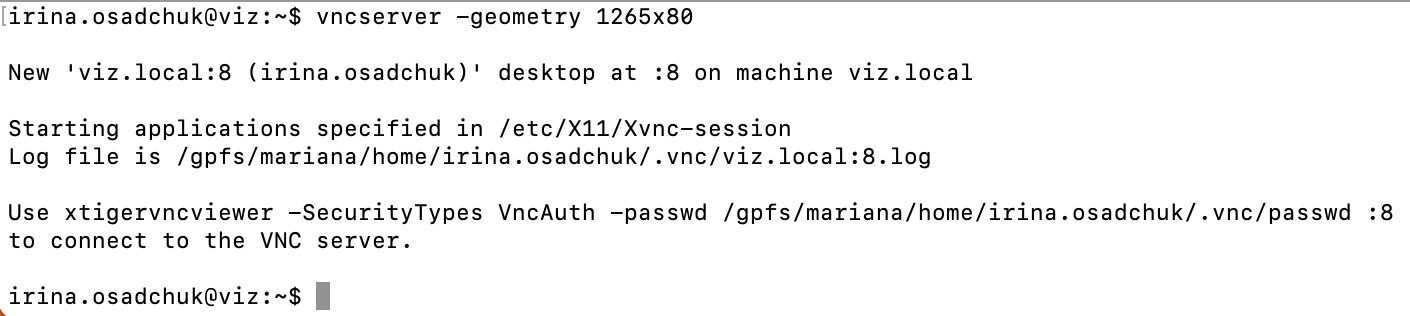 [irina.osadchuk@viz:~$ vncserver -geometry 1265x80
New 'viz.local:8 (irina.osadchuk)' desktop at :8 on machine viz.local
Starting applications specified in /etc/X11/Xvnc-session
Log file is /gpfs/mariana/home/irina.osadchuk/.vnc/viz.local:8.log
Use xtigervncviewer -SecurityTypes VncAuth -passwd /gpfs/mariana/home/irina.osadchuk/.vnc/passwd :8
to connect to the VNC server.
irina.osadchuk@viz:~$